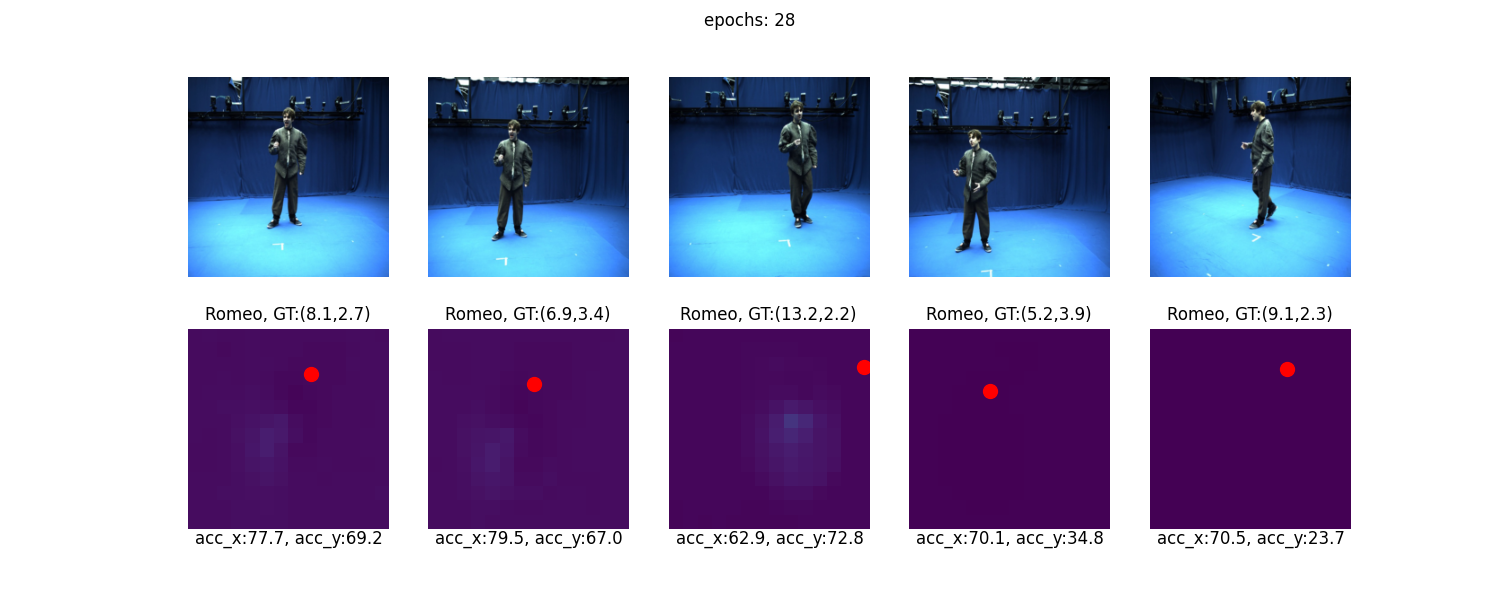 epochs: 28
Romeo, GT:(8.1,2.7)
Romeo, GT:(6.9,3.4)
Romeo, GT:(13.2,2.2)
Romeo, GT:(5.2,3.9)
Romeo, GT:(9.1,2.3)
acc_x:77.7, acc_y:69.2
acc_x:79.5, acc_y:67.0
acc_x:62.9, acc_y:72.8
acc_x:70.1, acc_y:34.8
acc_x:70.5, acc_y:23.7